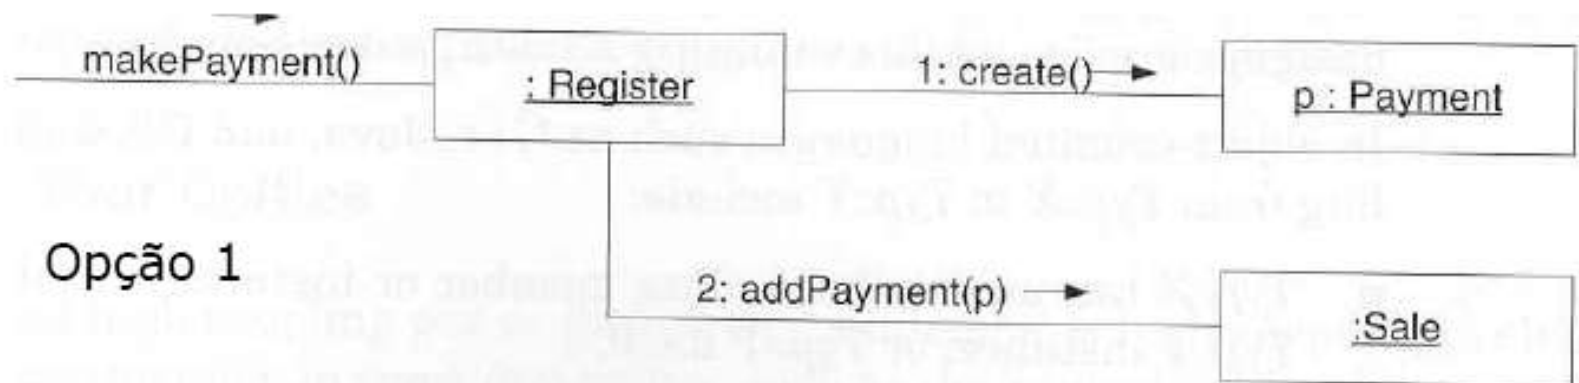 makePayment()
: Register
1: create()
p : Payment
Opção 1
2: addPayment(p)
:Sale